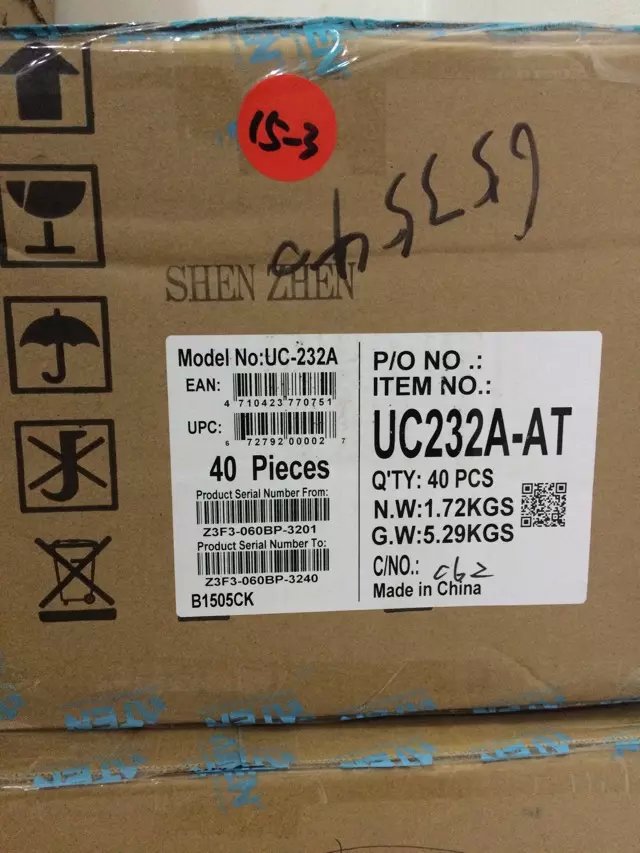 15-3
SHEN ZHEN
Model No:UC-232A
EAN:
4 710423 770751
UPC:
6 72792 00002 7
40 Pieces
Product Serial Number From:
Z3F3-060BP-3201
Product Serial Number To:
Z3F3-060BP-3240
B1505CK
P/O NO .:
ITEM NO.:
UC232A-AT
Q'TY: 40 PCS
N.W:1.72KGS
G.W:5.29KGS
C/NO.: 062
Made in China
ATEN